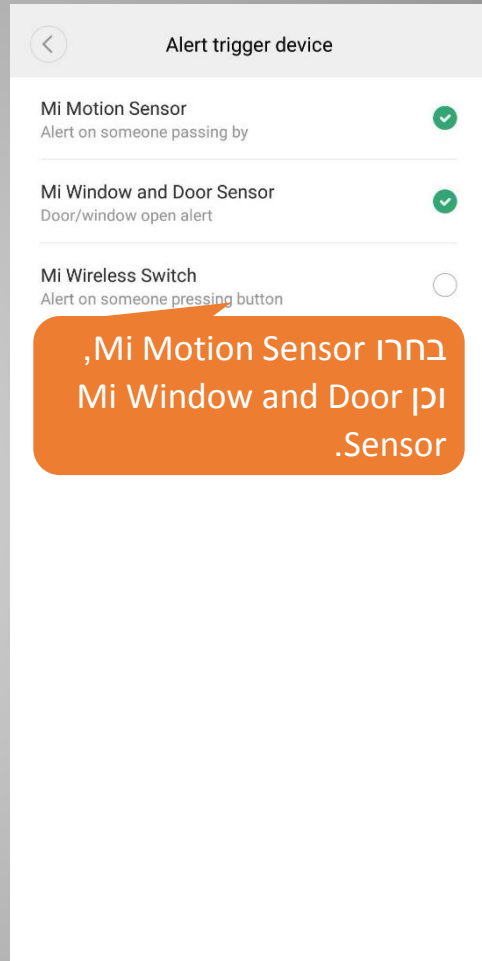 Alert trigger device
Mi Motion Sensor
Alert on someone passing by
Mi Window and Door Sensor
Door/window open alert
Mi Wireless Switch
Alert on someone pressing button
בחרו Mi Motion Sensor,
וכן Mi Window and Door
Sensor.